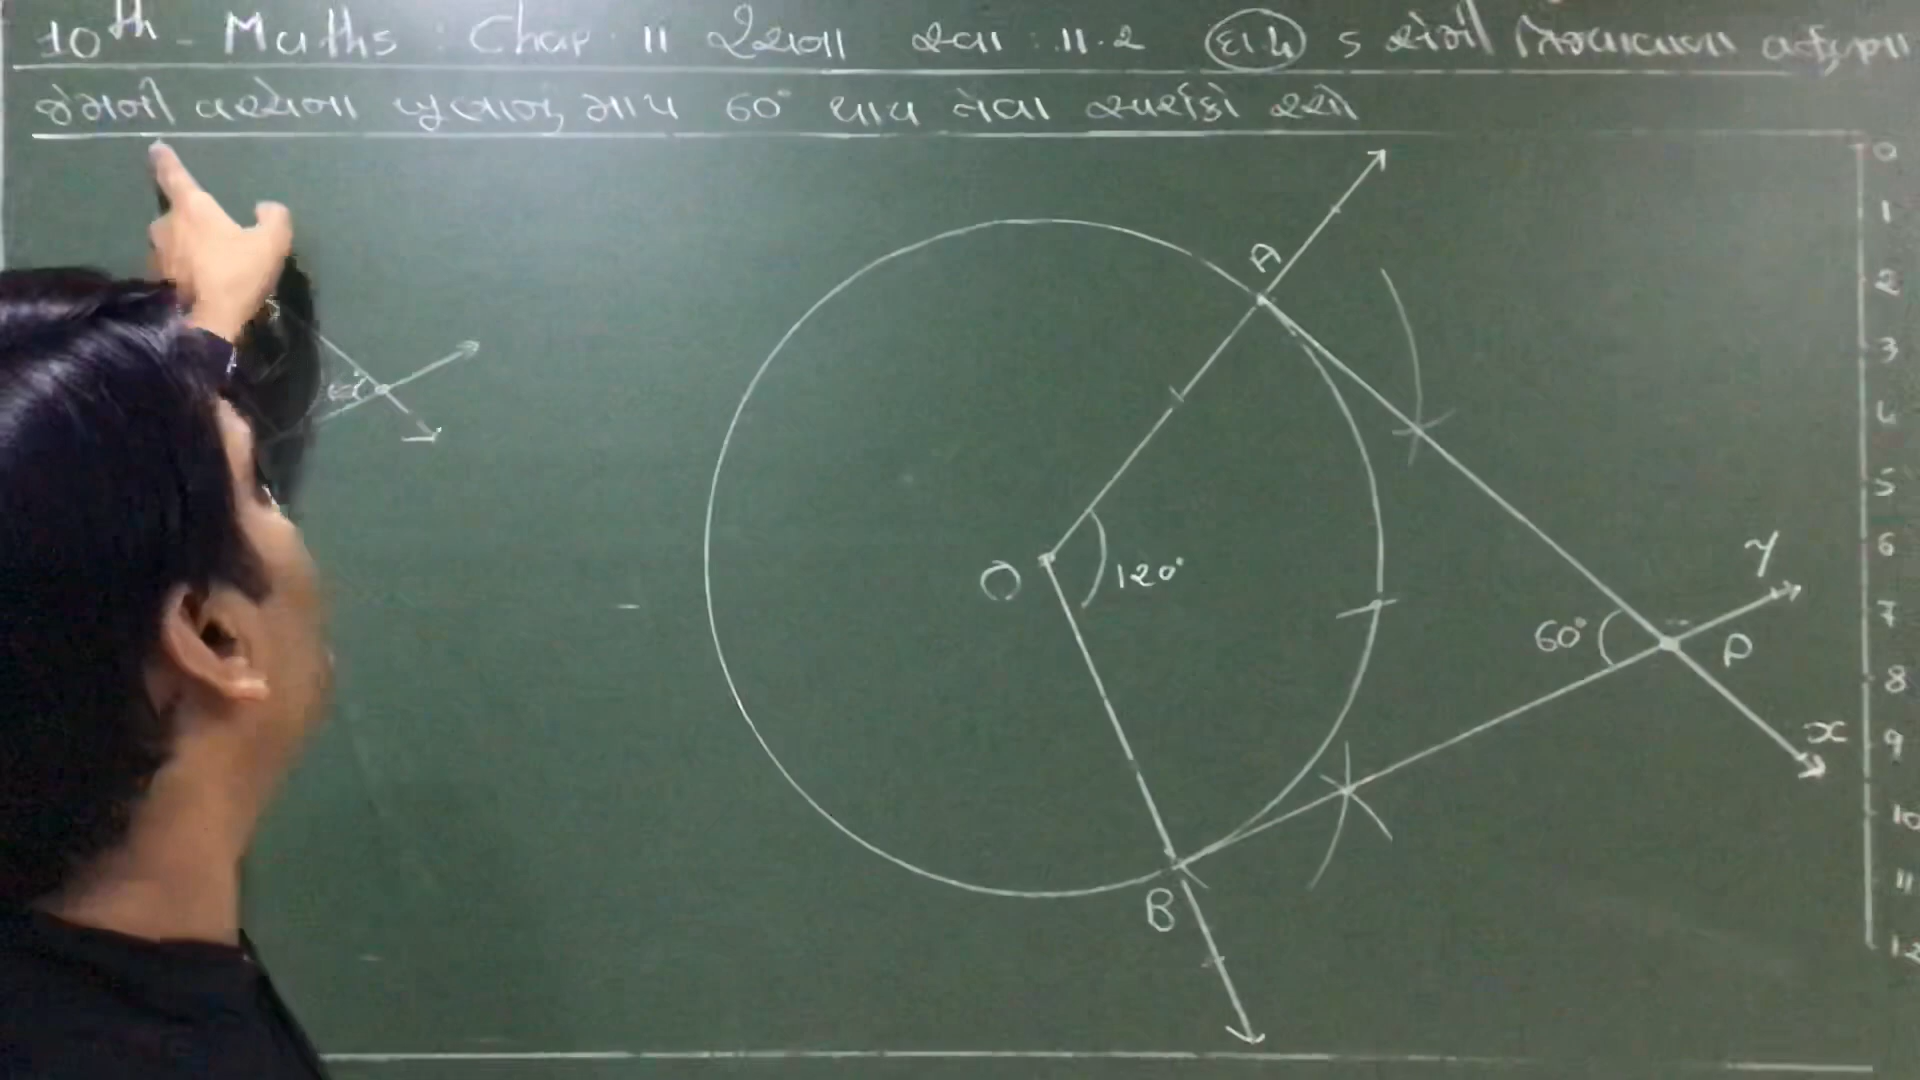 10th - Maths : Chap : 11 રચના સ્વા : 11.2 દા.4 5 સેમી ત્રિજ્યાવાળા વર્તુળના
જેમની વચ્ચેના ખૂણાનું માપ 60° થાય તેવા સ્પર્શકો રચો
A
O
120°
60°
P
y
x
B
0
1
2
3
4
5
6
7
8
9
10
11
12